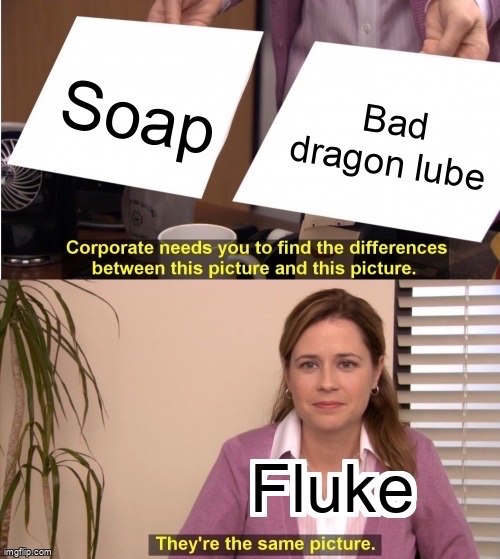 Soap
Bad
dragon lube
Corporate needs you to find the differences
between this picture and this picture.
Fluke
They're the same picture.
imgflip.com